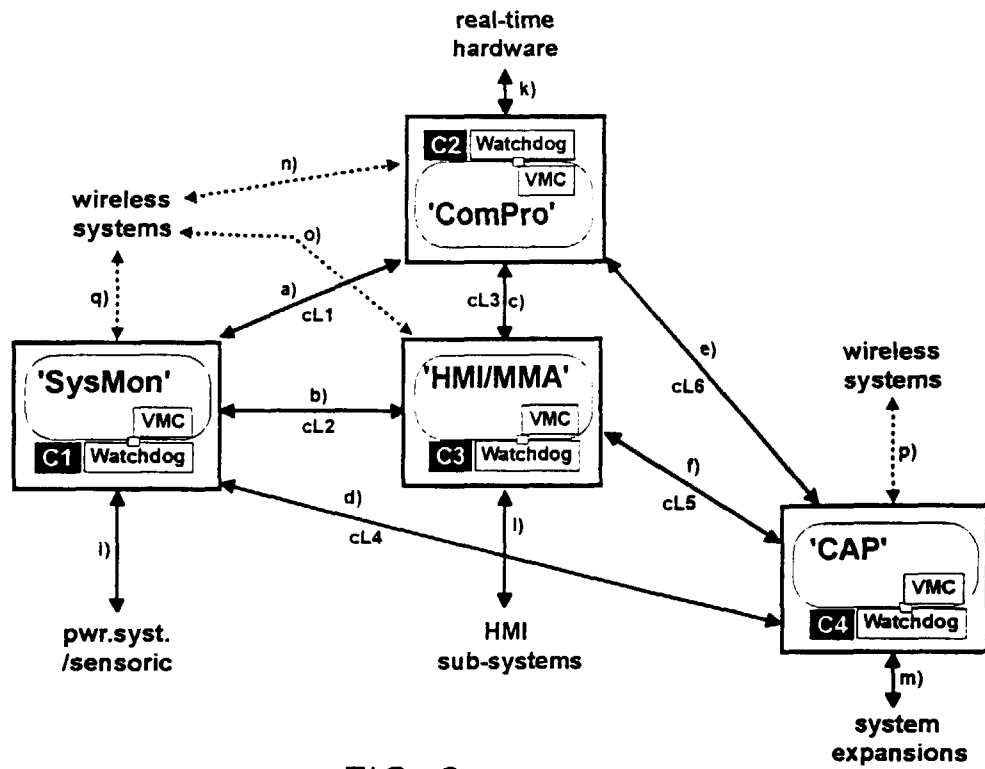 real-time
hardware
k)
C2 Watchdog
VMC
'ComPro'
n)
wireless
systems
o)
q)
a)
cL1
cL3 c)
e)
cL6
wireless
systems
p)
'SysMon'
VMC
C1 Watchdog
b)
cL2
'HMI/MMA'
VMC
C3 Watchdog
f)
cL5
d)
cL4
i)
l)
'CAP'
VMC
C4 Watchdog
pwr.syst.
/sensoric
HMI
sub-systems
m)
system
expansions